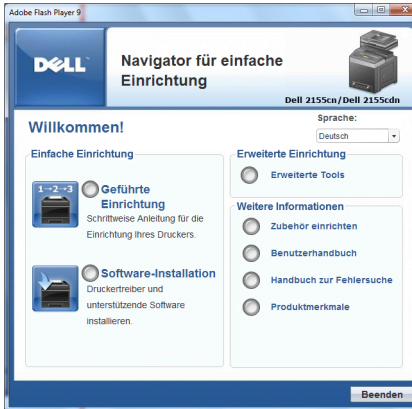 Adobe Flash Player 9
DELL
Navigator für einfache
Einrichtung
Dell 2155cn/Dell 2155cdn
Willkommen!
Sprache:
Deutsch
Einfache Einrichtung
1→2→3
Geführte
Einrichtung
Schrittweise Anleitung für die
Einrichtung Ihres Druckers.
Software-Installation
Druckertreiber und
unterstützende Software
installieren.
Erweiterte Einrichtung
Erweiterte Tools
Weitere Informationen
Zubehör einrichten
Benutzerhandbuch
Handbuch zur Fehlersuche
Produktmerkmale
Beenden